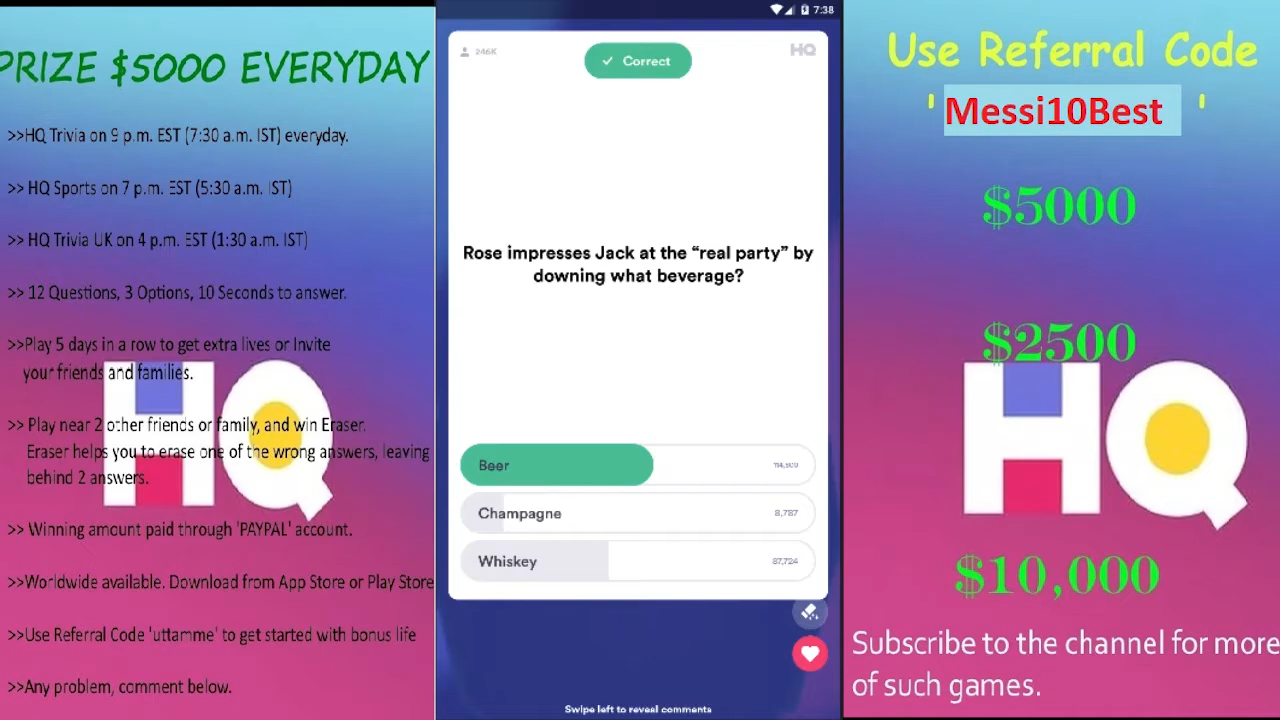 PRIZE $5000 EVERYDAY
>>HQ Trivia on 9 p.m. EST (7:30 a.m. IST) everyday.
>> HQ Sports on 7 p.m. EST (5:30 a.m. IST)
>> HQ Trivia UK on 4 p.m. EST (1:30 a.m. IST)
>> 12 Questions, 3 Options, 10 Seconds to answer.
>>Play 5 days in a row to get extra lives or Invite
your friends and families.
>> Play near 2 other friends or family, and win Eraser.
Eraser helps you to erase one of the wrong answers, leaving
behind 2 answers.
>> Winning amount paid through 'PAYPAL' account.
>>Worldwide available. Download from App Store or Play Store
>>Use Referral Code 'uttamme' to get started with bonus life
>>Any problem, comment below.
HQ
7:38
246K
Correct
HQ
Rose impresses Jack at the “real party” by
downing what beverage?
Beer
Champagne 8,787
Whiskey 87,724
Swipe left to reveal comments
Use Referral Code
' Messi10Best '
$5000
$2500
HQ
$10,000
Subscribe to the channel for more
of such games.